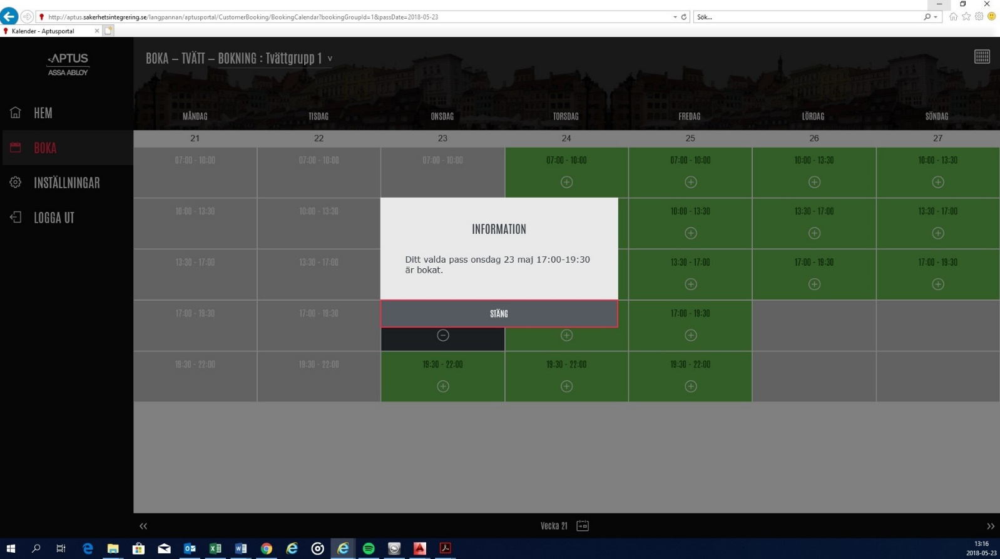 http://aptus.sakerhetsintegrering.se/langpannan/aptusportal/CustomerBooking/BookingCalendar?bookingGroupId=1&passDate=2018-05-23
Sök...
Kalender - Aptusportal
APTUS
ASSA ABLOY
BOKA – TVÄTT – BOKNING : Tvättgrupp 1 v
HEM
BOKA
INSTÄLLNINGAR
LOGGA UT
MÅNDAG TISDAG ONSDAG TORSDAG FREDAG LÖRDAG SÖNDAG
21 22 23 24 25 26 27
07:00 - 10:00 07:00 - 10:00 07:00 - 10:00 07:00 - 10:00 07:00 - 10:00 10:00 - 13:30 10:00 - 13:30
10:00 - 13:30 10:00 - 13:30 10:00 - 13:30 13:30 - 17:00 13:30 - 17:00
INFORMATION
Ditt valda pass onsdag 23 maj 17:00-19:30
är bokat.
13:30 - 17:00 13:30 - 17:00 13:30 - 17:00 17:00 - 19:30 17:00 - 19:30
17:00 - 19:30 17:00 - 19:30 STÄNG 17:00 - 19:30
19:30 - 22:00 19:30 - 22:00 19:30 - 22:00 19:30 - 22:00 19:30 - 22:00
Vecka 21
13:16
2018-05-23